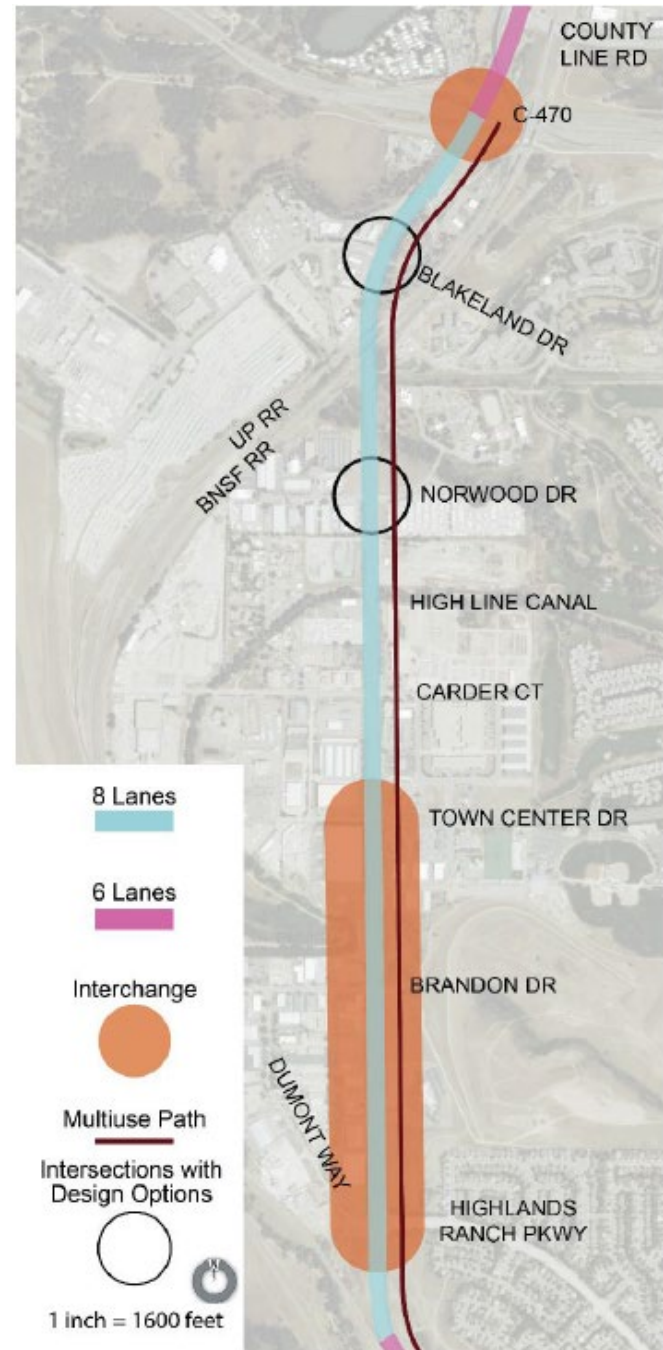 COUNTY
LINE RD
C-470
BLAKELAND DR
UP RR
BNSF RR
NORWOOD DR
HIGH LINE CANAL
CARDER CT
TOWN CENTER DR
BRANDON DR
DUMONT WAY
HIGHLANDS
RANCH PKWY
8 Lanes
6 Lanes
Interchange
Multiuse Path
Intersections with
Design Options
N
1 inch = 1600 feet